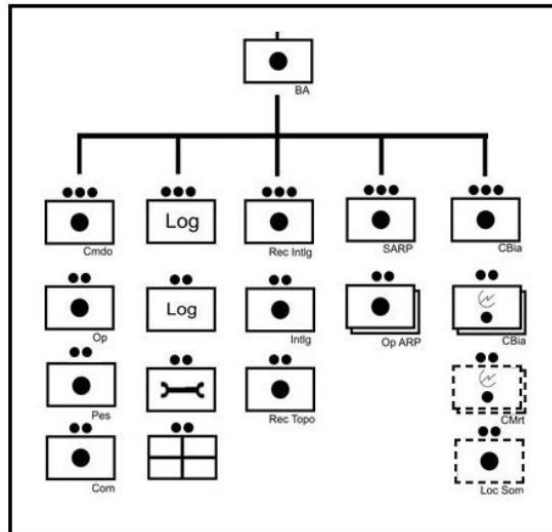 BA
Cmdo
Log
Rec Intlg
SARP
CBia
Op
Log
Intlg
Op ARP
CBia
Pes
Rec Topo
CMrt
Com
Loc Som